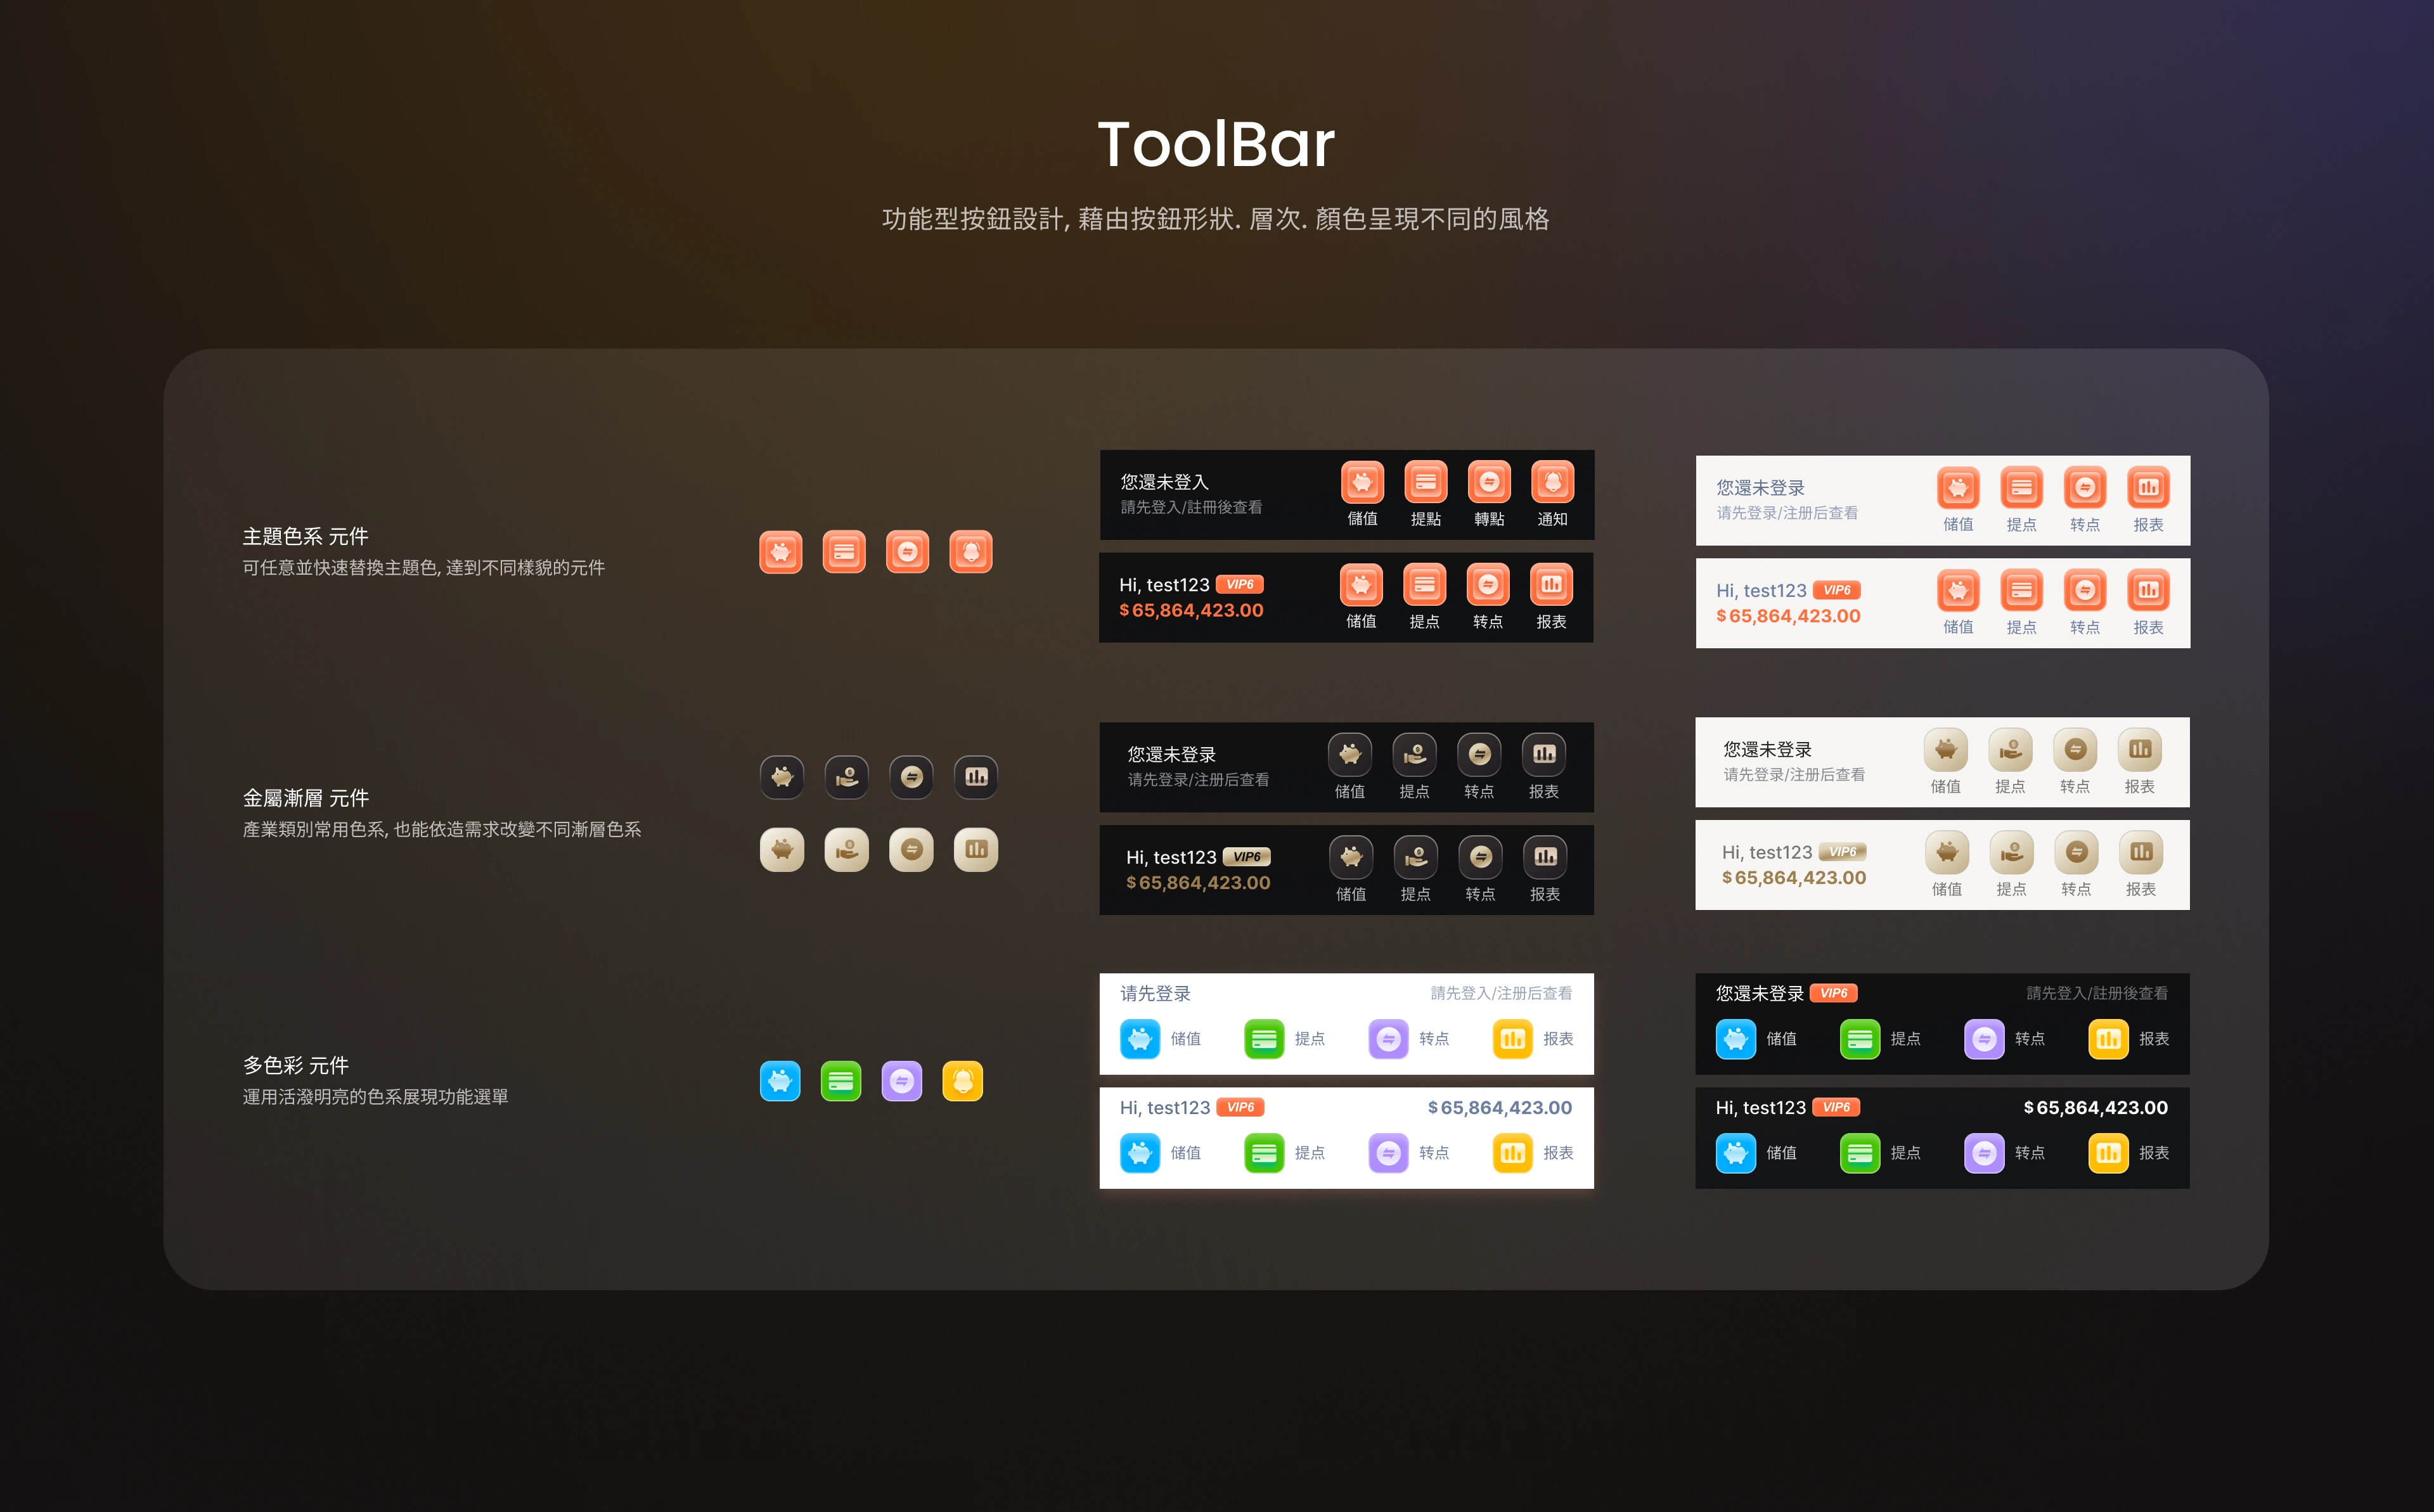 ToolBar
功能型按鈕設計, 藉由按鈕形狀. 層次. 顏色呈現不同的風格
主題色系 元件
可任意並快速替換主題色, 達到不同樣貌的元件
您還未登入
請先登入/註冊後查看
儲值 提點 轉點 通知
Hi, test123 VIP6
$65,864,423.00
储值 提点 转点 报表
您還未登录
请先登录/注册后查看
储值 提点 转点 报表
Hi, test123 VIP6
$65,864,423.00
储值 提点 转点 报表
金屬漸層 元件
產業類別常用色系, 也能依造需求改變不同漸層色系
您還未登录
请先登录/注册后查看
储值 提点 转点 报表
Hi, test123 VIP6
$65,864,423.00
储值 提点 转点 报表
您還未登录
请先登录/注册后查看
储值 提点 转点 报表
Hi, test123 VIP6
$65,864,423.00
储值 提点 转点 报表
多色彩 元件
運用活潑明亮的色系展現功能選單
请先登录 請先登入/注册后查看
储值 提点 转点 报表
Hi, test123 VIP6 $65,864,423.00
储值 提点 转点 报表
您還未登录 VIP6 請先登入/註册後查看
储值 提点 转点 报表
Hi, test123 VIP6 $65,864,423.00
储值 提点 转点 报表